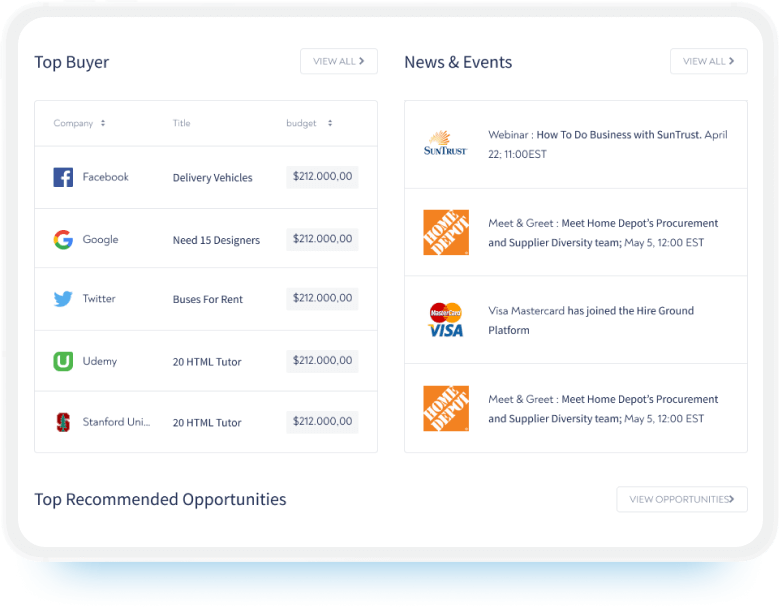 Top Buyer
VIEW ALL
Company
Title
budget
Facebook
Delivery Vehicles
$212.000,00
Google
Need 15 Designers
$212.000,00
Twitter
Buses For Rent
$212.000,00
Udemy
20 HTML Tutor
$212.000,00
Stanford Uni...
20 HTML Tutor
$212.000,00
News & Events
VIEW ALL
SUNTRUST
Webinar : How To Do Business with SunTrust. April
22; 11:00EST
THE HOME DEPOT
Meet & Greet : Meet Home Depot's Procurement
and Supplier Diversity team; May 5, 12:00 EST
MasterCard
VISA
Visa Mastercard has joined the Hire Ground
Platform
THE HOME DEPOT
Meet & Greet : Meet Home Depot's Procurement
and Supplier Diversity team; May 5, 12:00 EST
Top Recommended Opportunities
VIEW OPPORTUNITIES